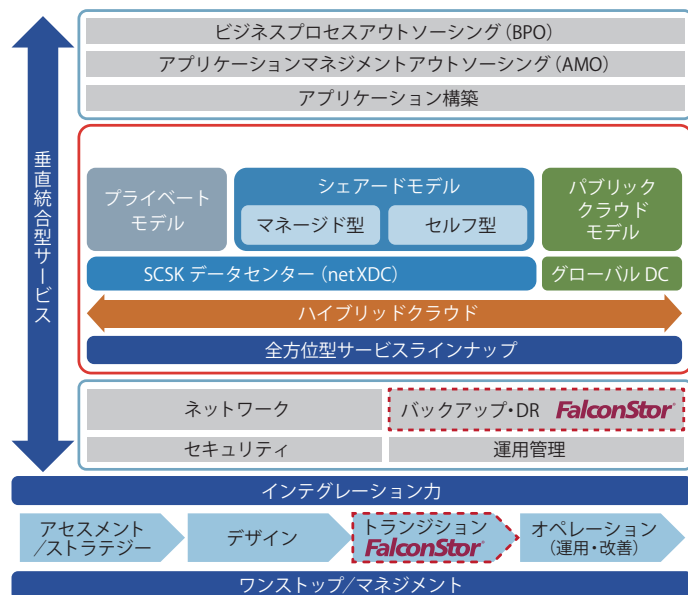 ビジネスプロセスアウトソーシング(BPO)
アプリケーションマネジメントアウトソーシング(AMO)
アプリケーション構築
垂直統合型サービス
プライベート
モデル
シェアードモデル
マネージド型
セルフ型
パブリック
クラウド
モデル
SCSK データセンター(netXDC)
グローバル DC
ハイブリッドクラウド
全方位型サービスラインナップ
ネットワーク
バックアップ・DR FalconStor®
セキュリティ
運用管理
インテグレーション力
アセスメント
/ストラテジー
デザイン
トランジション
FalconStor®
オペレーション
(運用・改善)
ワンストップ/マネジメント